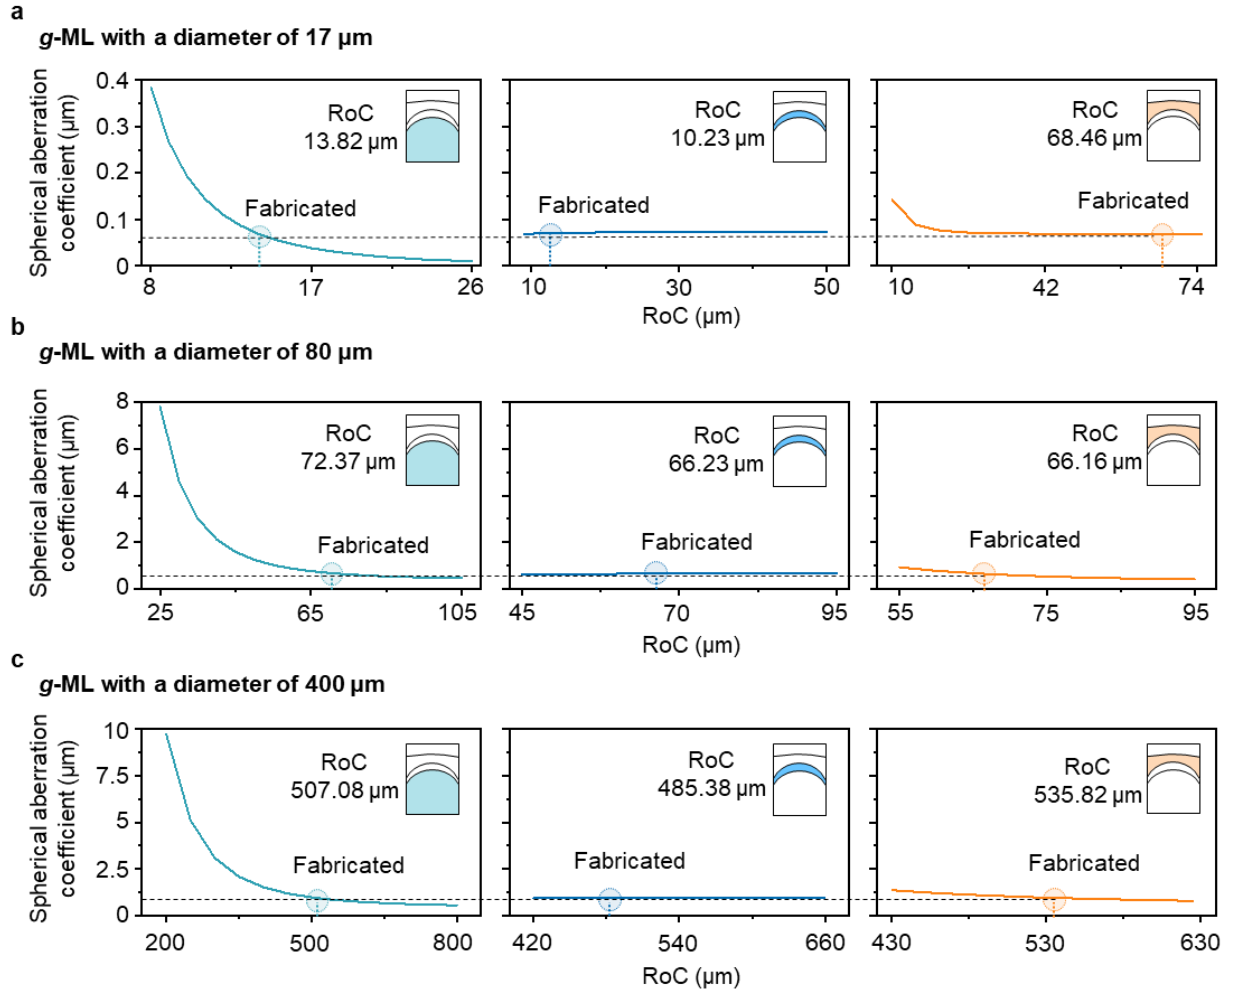 a
g-ML with a diameter of 17 µm
Spherical aberration
coefficient (µm)
0.4
0.3
0.2
0.1
0
RoC
13.82 µm
Fabricated
8
17
26
RoC
10.23 µm
Fabricated
10
30
50
RoC
68.46 µm
Fabricated
10
42
74
RoC (µm)
b
g-ML with a diameter of 80 µm
Spherical aberration
coefficient (µm)
8
6
4
2
0
RoC
72.37 µm
Fabricated
25
65
105
RoC
66.23 µm
Fabricated
45
70
95
RoC
66.16 µm
Fabricated
55
75
95
RoC (µm)
c
g-ML with a diameter of 400 µm
Spherical aberration
coefficient (µm)
10
7.5
5
2.5
0
RoC
507.08 µm
Fabricated
200
500
800
RoC
485.38 µm
Fabricated
420
540
660
RoC
535.82 µm
Fabricated
430
530
630
RoC (µm)